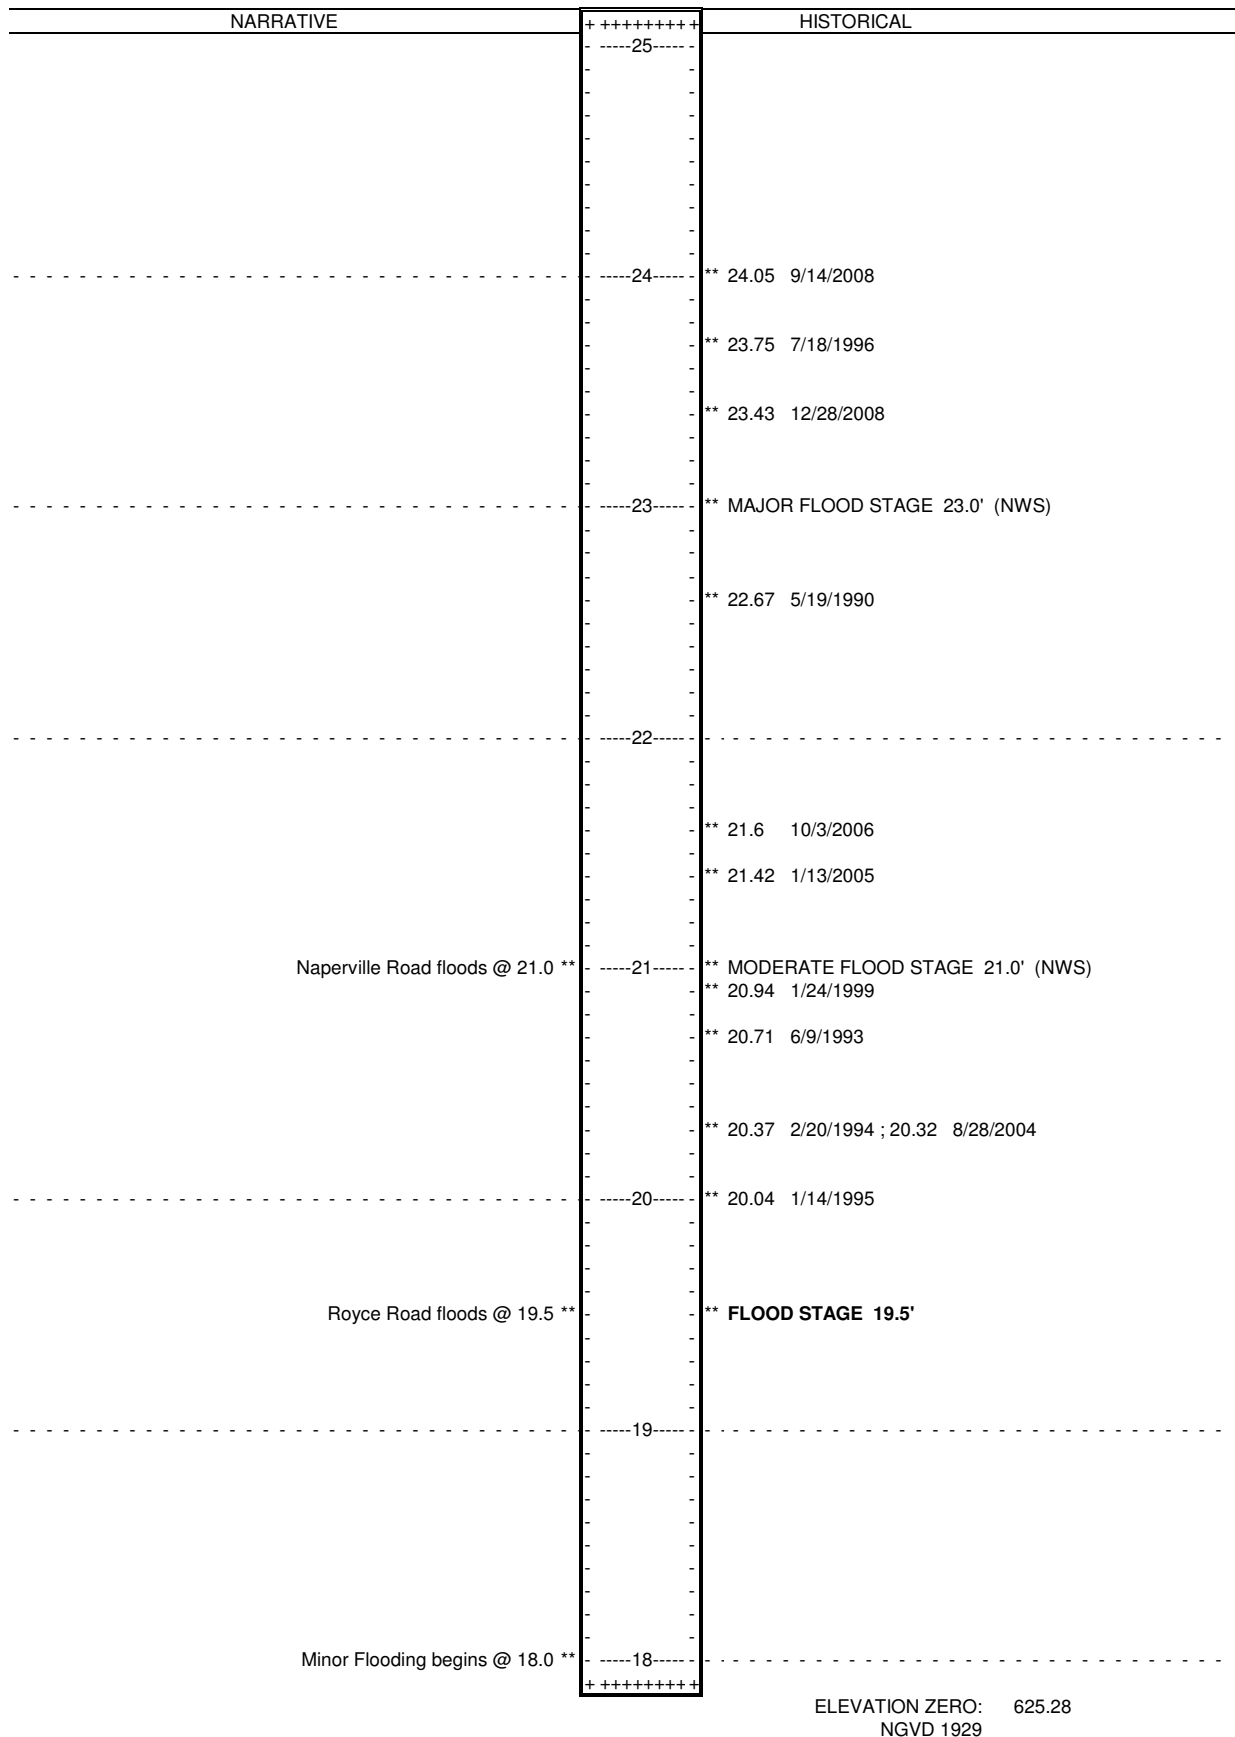 NARRATIVE + +++++++++ + HISTORICAL
- -----25----- -
- - - - - - - - - - - - - - - - - - - - - - - - - - - - - - - - - - - -----24----- - ** 24.05 9/14/2008
** 23.75 7/18/1996
** 23.43 12/28/2008
- - - - - - - - - - - - - - - - - - - - - - - - - - - - - - - - - - - -----23----- - ** MAJOR FLOOD STAGE 23.0' (NWS)
** 22.67 5/19/1990
- - - - - - - - - - - - - - - - - - - - - - - - - - - - - - - - - - - -----22----- - - - - - - - - - - - - - - - - - - - - - - - - - - - - - - - - -
** 21.6 10/3/2006
** 21.42 1/13/2005
Naperville Road floods @ 21.0 ** - -----21----- - ** MODERATE FLOOD STAGE 21.0' (NWS)
** 20.94 1/24/1999
** 20.71 6/9/1993
** 20.37 2/20/1994 ; 20.32 8/28/2004
- - - - - - - - - - - - - - - - - - - - - - - - - - - - - - - - - - - -----20----- - ** 20.04 1/14/1995
Royce Road floods @ 19.5 ** - - ** FLOOD STAGE 19.5'
- - - - - - - - - - - - - - - - - - - - - - - - - - - - - - - - - - - -----19----- - - - - - - - - - - - - - - - - - - - - - - - - - - - - - - - - -
Minor Flooding begins @ 18.0 ** - -----18----- - - - - - - - - - - - - - - - - - - - - - - - - - - - - - - - - -
+ +++++++++ +
ELEVATION ZERO: 625.28
NGVD 1929